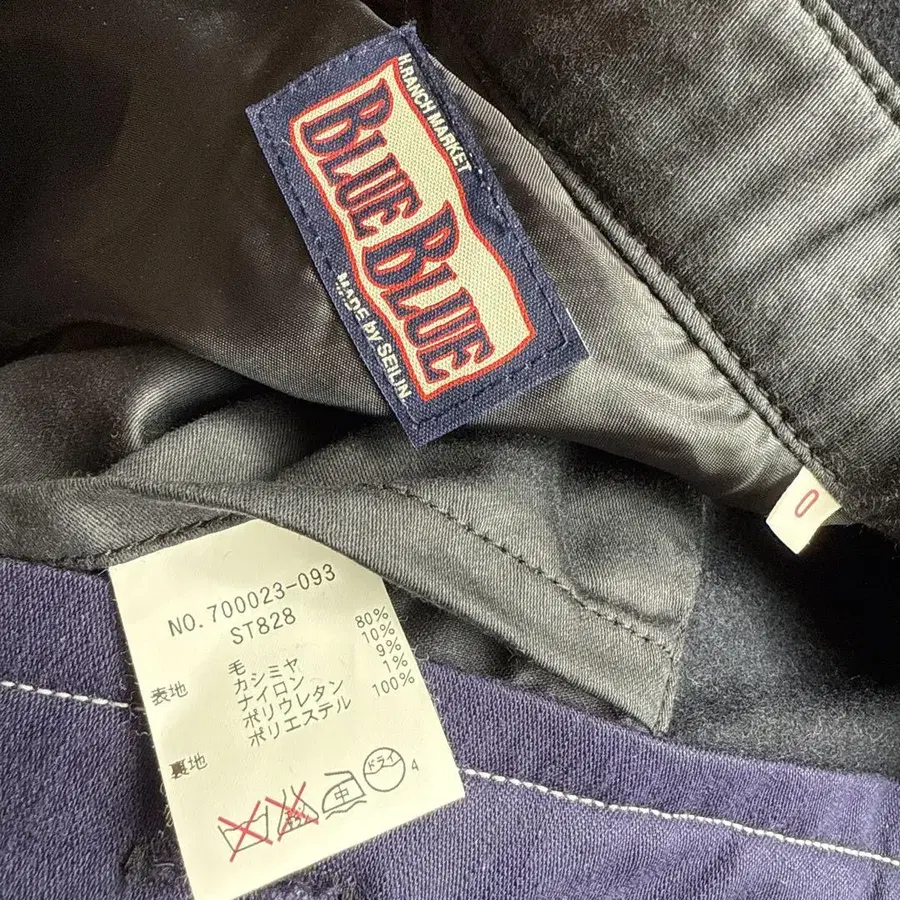 H.RANCH MARKET
BLUE BLUE
MADE by SEILIN
0
NO.700023-093
ST828
表地 毛 80%
カシミヤ 10%
ナイロン 9%
ポリウレタン 1%
裏地 ポリエステル 100%
中 ドライ 4